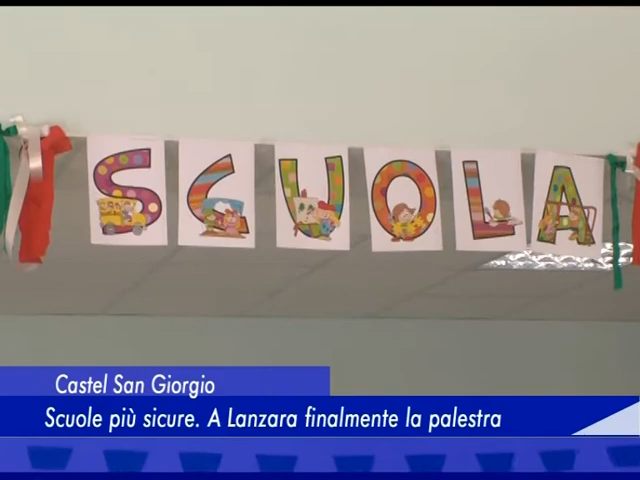 SCUOLA
Castel San Giorgio
Scuole più sicure. A Lanzara finalmente la palestra